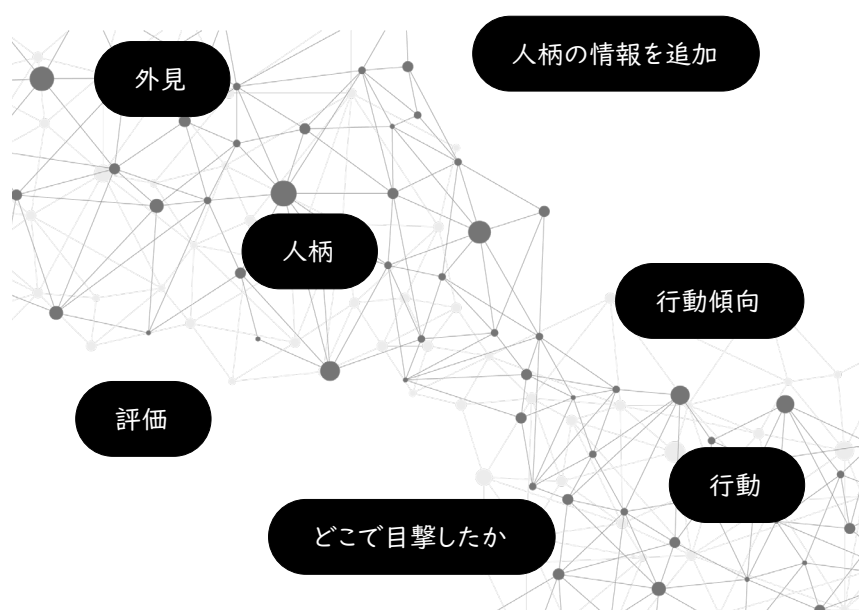 人柄の情報を追加
外見
人柄
行動傾向
評価
行動
どこで目撃したか